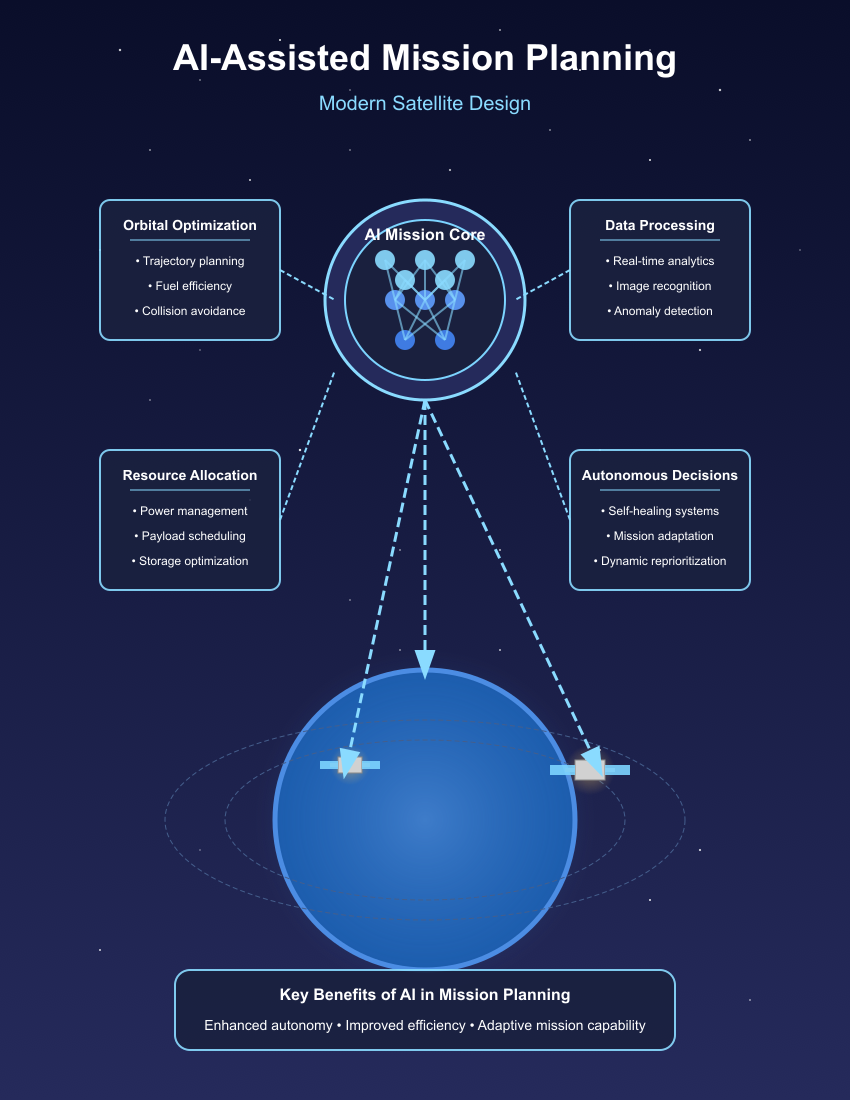 AI-Assisted Mission Planning
Modern Satellite Design
Orbital Optimization
• Trajectory planning
• Fuel efficiency
• Collision avoidance
AI Mission Core
Data Processing
• Real-time analytics
• Image recognition
• Anomaly detection
Resource Allocation
• Power management
• Payload scheduling
• Storage optimization
Autonomous Decisions
• Self-healing systems
• Mission adaptation
• Dynamic reprioritization
Key Benefits of AI in Mission Planning
Enhanced autonomy • Improved efficiency • Adaptive mission capability